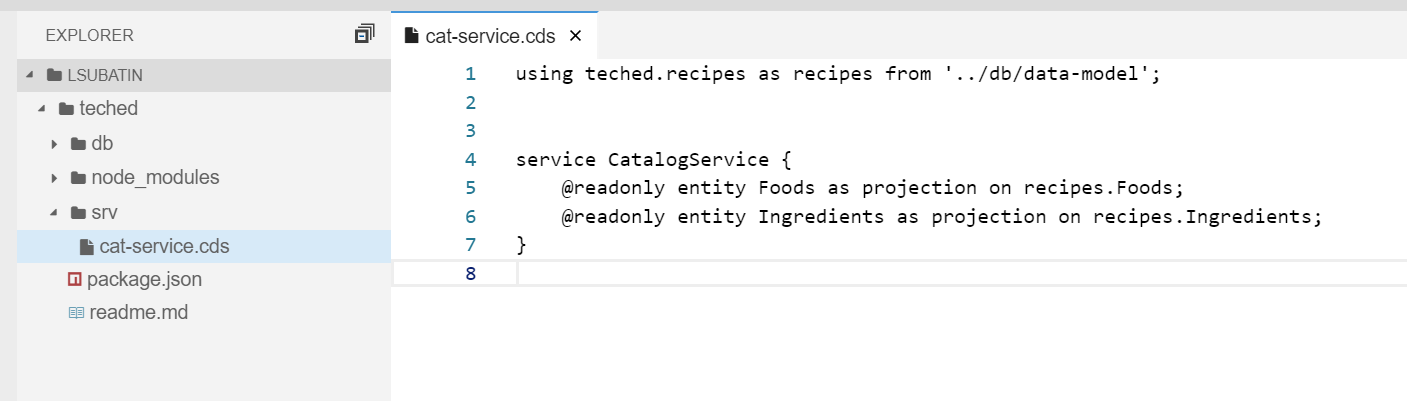 EXPLORER
LSUBATIN
teched
db
node_modules
srv
cat-service.cds
package.json
readme.md
cat-service.cds ×
1 using teched.recipes as recipes from '../db/data-model';
2
3
4 service CatalogService {
5     @readonly entity Foods as projection on recipes.Foods;
6     @readonly entity Ingredients as projection on recipes.Ingredients;
7 }
8